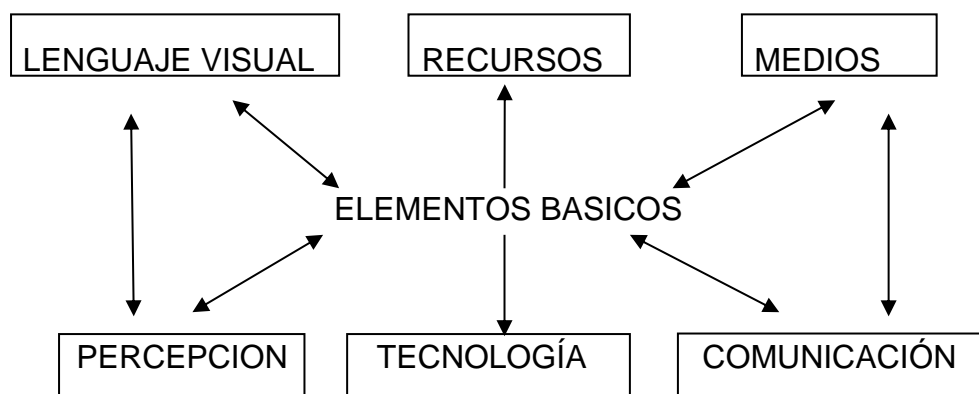 LENGUAJE VISUAL RECURSOS MEDIOS
ELEMENTOS BASICOS
PERCEPCION TECNOLOGÍA COMUNICACIÓN